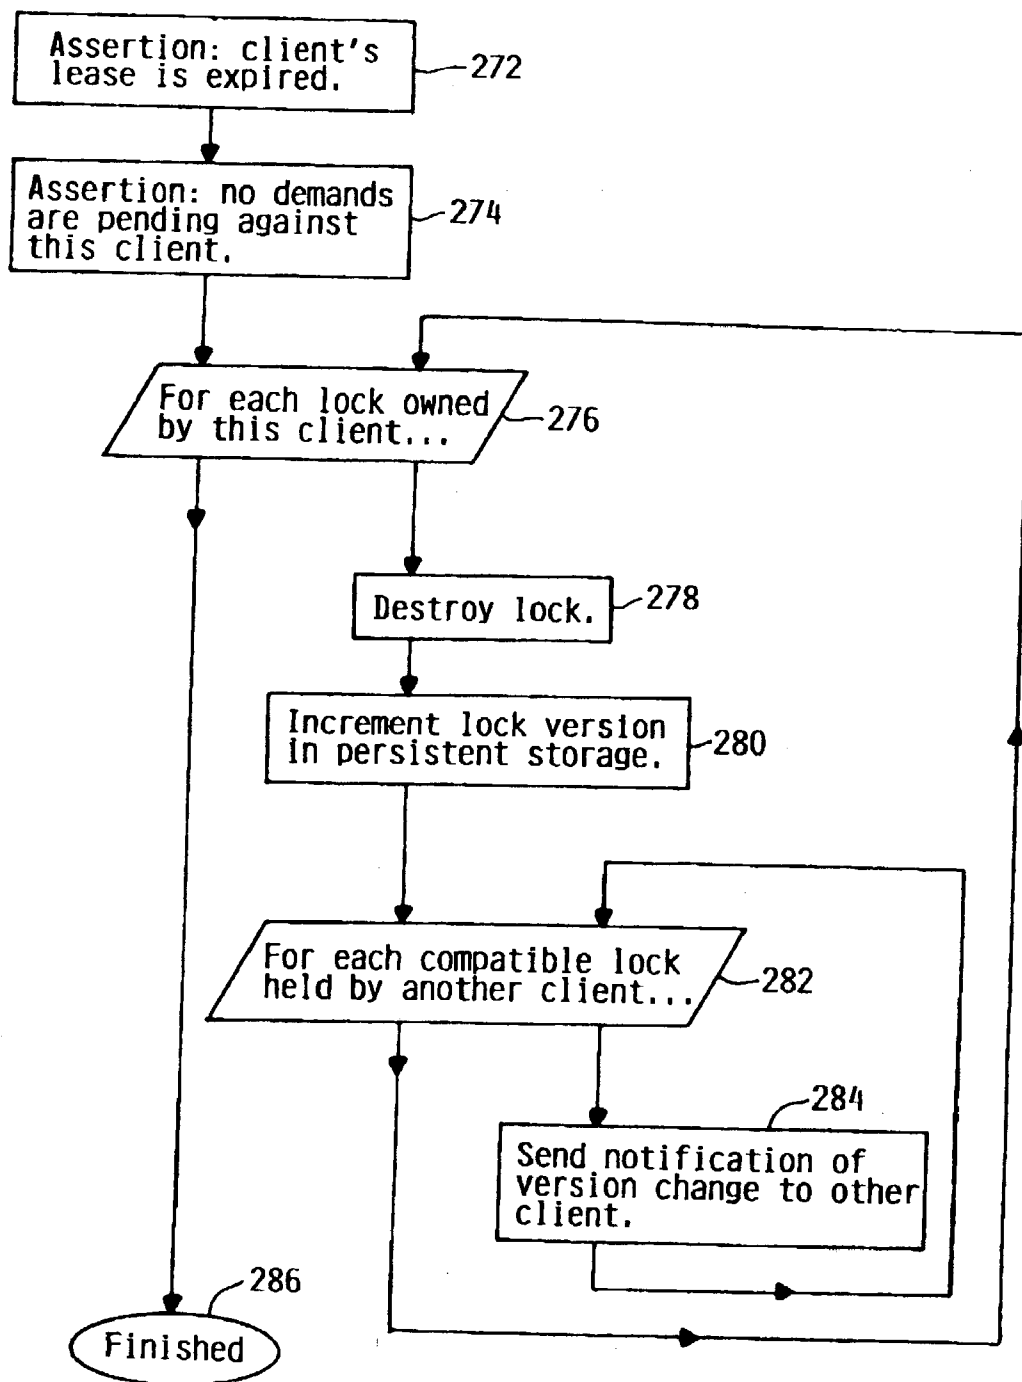 Assertion: client's
lease is expired.
272
Assertion: no demands
are pending against
this client.
274
For each lock owned
by this client...
276
Destroy lock.
278
Increment lock version
in persistent storage.
280
For each compatible lock
held by another client...
282
284
Send notification of
version change to other
client.
286
Finished